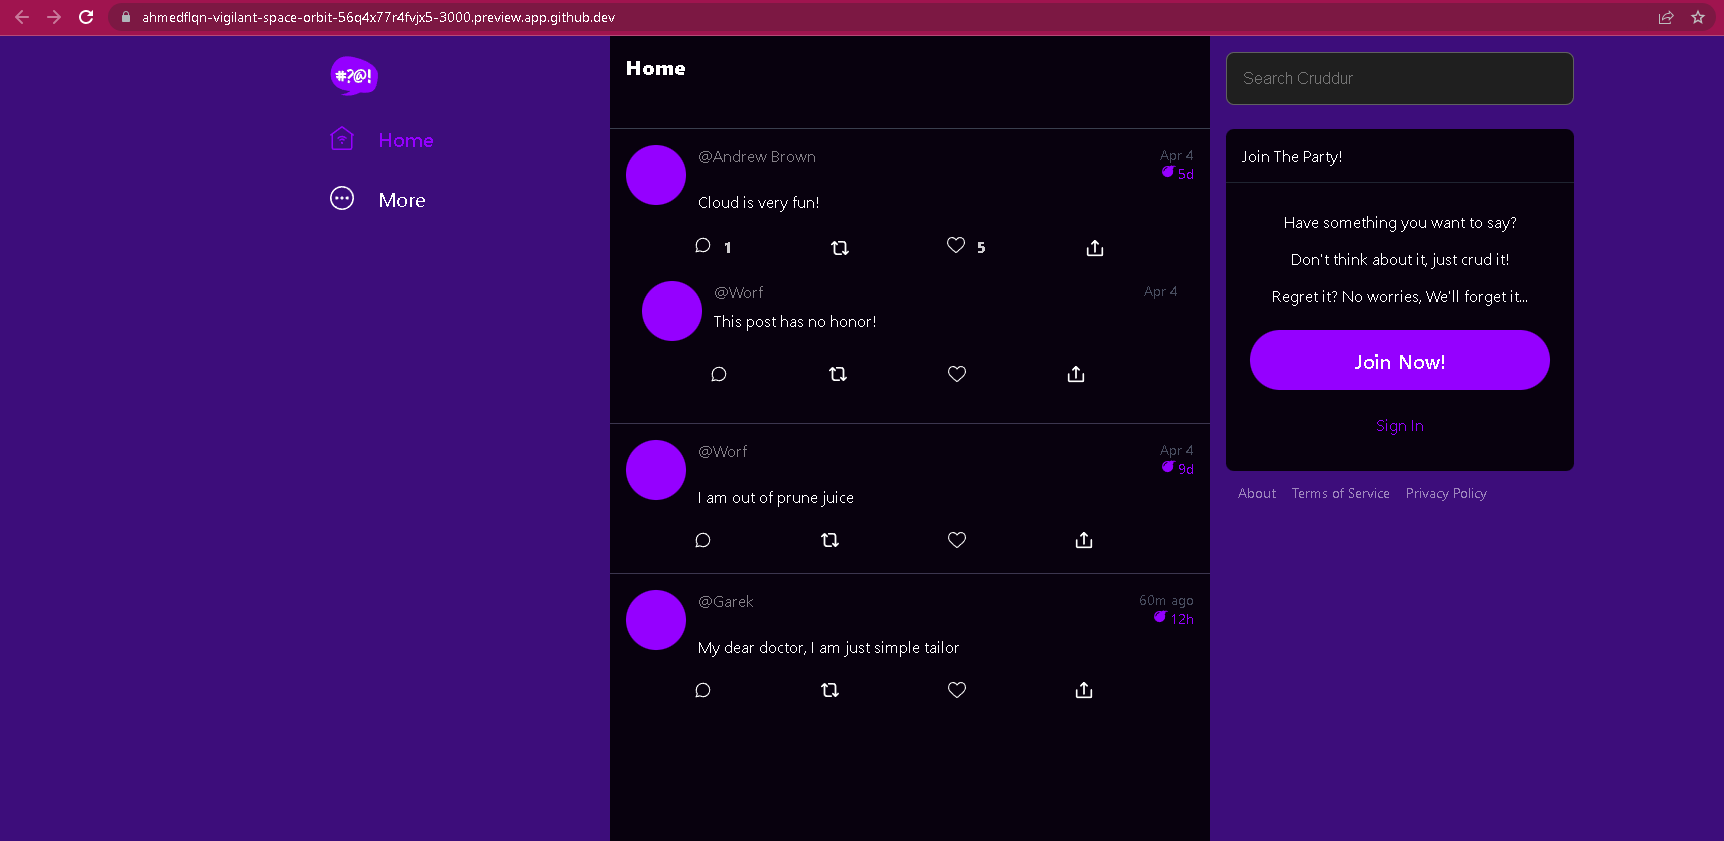 ahmedflqn-vigilant-space-orbit-56q4x77r4fvjx5-3000.preview.app.github.dev
#?@!
Home
More
Home
@Andrew Brown
Apr 4
5d
Cloud is very fun!
1
5
@Worf
Apr 4
This post has no honor!
@Worf
Apr 4
9d
I am out of prune juice
@Garek
60m ago
12h
My dear doctor, I am just simple tailor
Search Cruddur
Join The Party!
Have something you want to say?
Don't think about it, just crud it!
Regret it? No worries, We'll forget it...
Join Now!
Sign In
About Terms of Service Privacy Policy